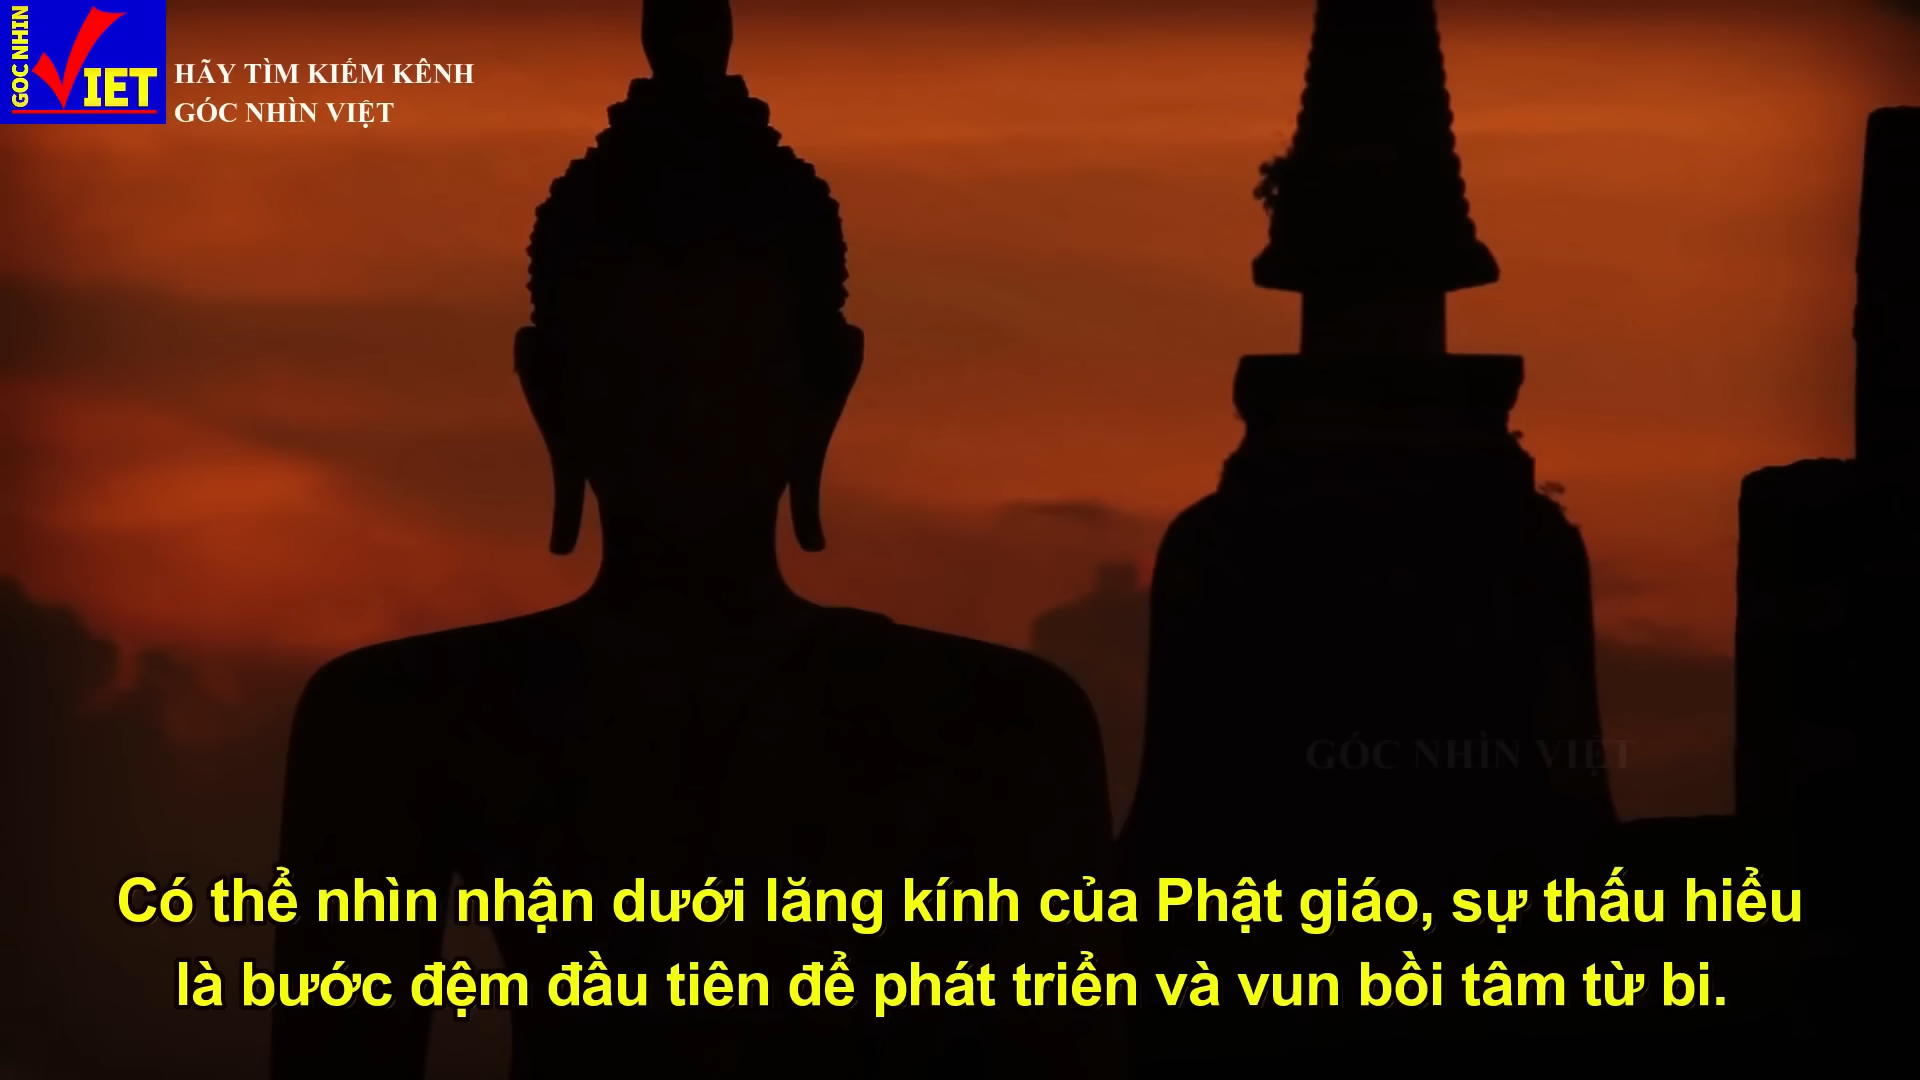 GOC NHIN
VIET
HÃY TÌM KIẾM KÊNH
GÓC NHÌN VIỆT
GÓC NHÌN VIỆT
Có thể nhìn nhận dưới lăng kính của Phật giáo, sự thấu hiểu
là bước đệm đầu tiên để phát triển và vun bồi tâm từ bi.